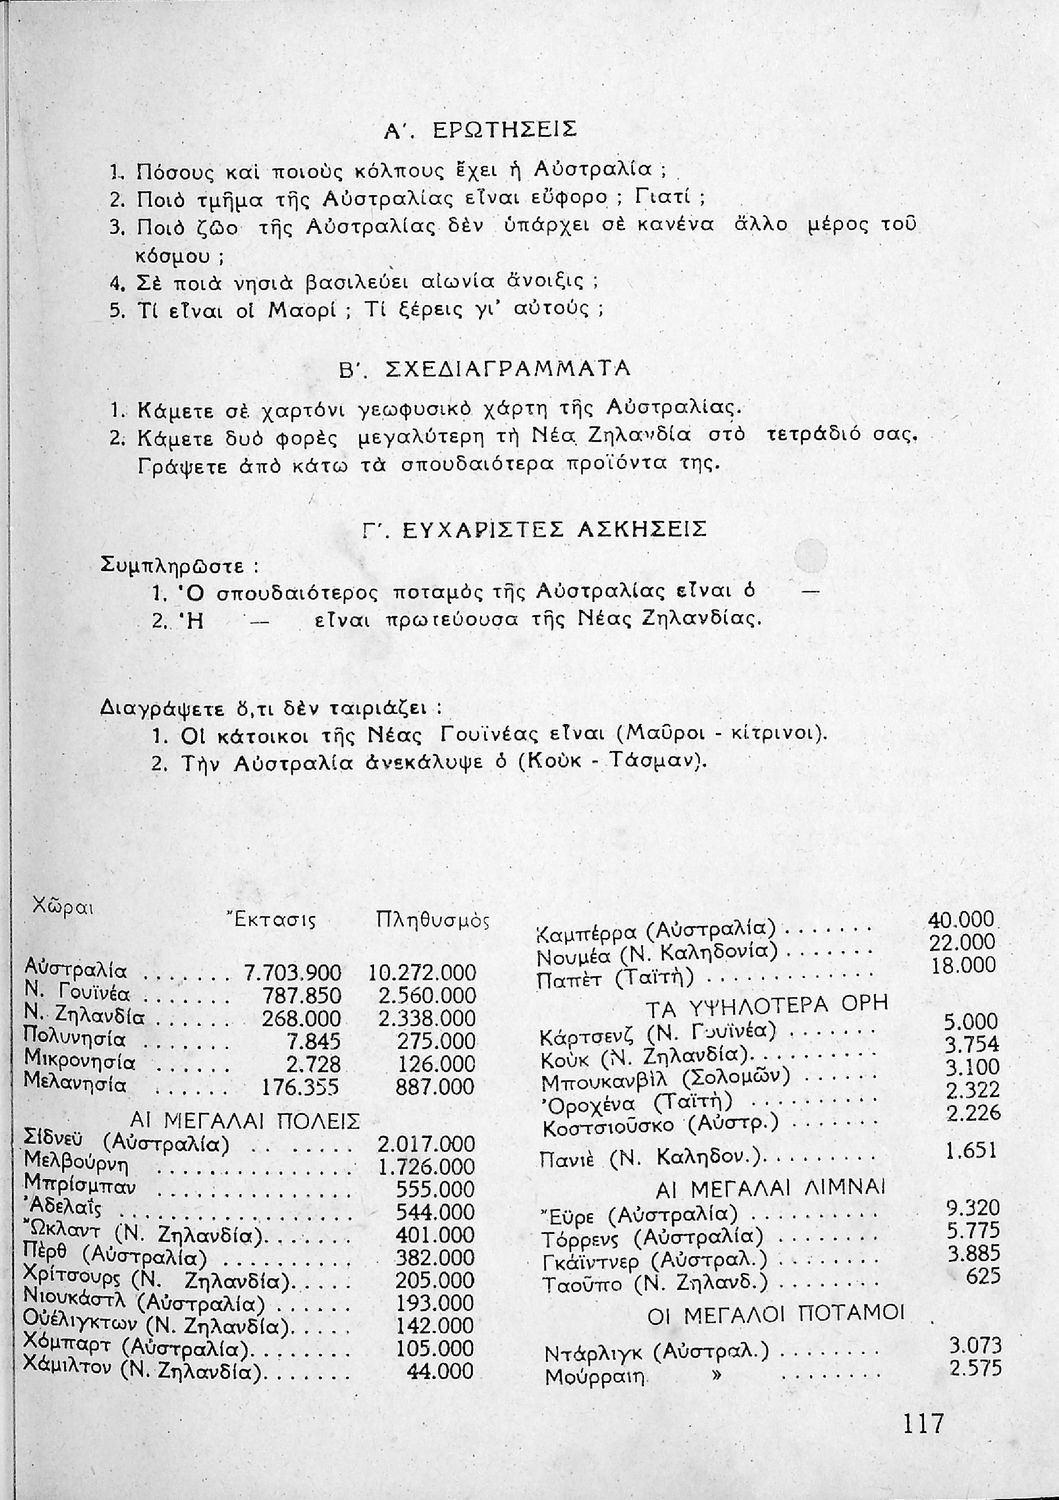 Α΄. ΕΡΩΤΗΣΕΙΣ
1. Πόσους καὶ ποιοὺς κόλπους ἔχει ἡ Αὐστραλία ;
2. Ποιὸ τμῆμα τῆς Αὐστραλίας εἶναι εὔφορο ; Γιατί ;
3. Ποιὸ ζῶο τῆς Αὐστραλίας δὲν ὑπάρχει σὲ κανένα ἄλλο μέρος τοῦ
κόσμου ;
4. Σὲ ποιὰ νησιὰ βασιλεύει αἰωνία ἄνοιξις ;
5. Τί εἶναι οἱ Μαορί ; Τί ξέρεις γι’ αὐτούς ;
Β΄. ΣΧΕΔΙΑΓΡΑΜΜΑΤΑ
1. Κάμετε σὲ χαρτόνι γεωφυσικὸ χάρτη τῆς Αὐστραλίας.
2. Κάμετε δυὸ φορὲς μεγαλύτερη τὴ Νέα Ζηλανδία στὸ τετράδιό σας.
Γράψετε ἀπὸ κάτω τὰ σπουδαιότερα προϊόντα της.
Γ΄. ΕΥΧΑΡΙΣΤΕΣ ΑΣΚΗΣΕΙΣ
Συμπληρῶστε :
1. Ὁ σπουδαιότερος ποταμὸς τῆς Αὐστραλίας εἶναι ὁ —
2. Ἡ — εἶναι πρωτεύουσα τῆς Νέας Ζηλανδίας.
Διαγράψετε ὅ,τι δὲν ταιριάζει :
1. Οἱ κάτοικοι τῆς Νέας Γουϊνέας εἶναι (Μαῦροι - κίτρινοι).
2. Τὴν Αὐστραλία ἀνεκάλυψε ὁ (Κοὺκ - Τάσμαν).
Χῶραι Ἔκτασις Πληθυσμὸς
Αὐστραλία ....... 7.703.900 10.272.000
Ν. Γουϊνέα ....... 787.850 2.560.000
Ν. Ζηλανδία ...... 268.000 2.338.000
Πολυνησία ....... 7.845 275.000
Μικρονησία ...... 2.728 126.000
Μελανησία ...... 176.355 887.000
ΑΙ ΜΕΓΑΛΑΙ ΠΟΛΕΙΣ
Σίδνεϋ (Αὐστραλία) ........ 2.017.000
Μελβούρνη ............... 1.726.000
Μπρίσμπαν ............... 555.000
Ἀδελαῒς .................. 544.000
Ὤκλαντ (Ν. Ζηλανδία)....... 401.000
Πὲρθ (Αὐστραλία) .......... 382.000
Χρίτσουρς (Ν. Ζηλανδία)..... 205.000
Νιουκάστλ (Αὐστραλία) ...... 193.000
Οὐέλιγκτων (Ν. Ζηλανδία)..... 142.000
Χόμπαρτ (Αὐστραλία)........ 105.000
Χάμιλτον (Ν. Ζηλανδία)....... 44.000
Καμπέρρα (Αὐστραλία) ....... 40.000
Νουμέα (Ν. Καληδονία) ....... 22.000
Παπὲτ (Ταϊτὴ) ............. 18.000
ΤΑ ΥΨΗΛΟΤΕΡΑ ΟΡΗ
Κάρτσενζ (Ν. Γουϊνέα) ....... 5.000
Κοὺκ (Ν. Ζηλανδία).......... 3.754
Μπουκανβὶλ (Σολομῶν) ...... 3.100
Ὀροχένα (Ταϊτὴ) .......... 2.322
Κοστσιοῦσκο (Αὐστρ.) ....... 2.226
Πανιὲ (Ν. Καληδον.)......... 1.651
ΑΙ ΜΕΓΑΛΑΙ ΛΙΜΝΑΙ
Ἔϋρε (Αὐστραλία) .......... 9.320
Τόρρενς (Αὐστραλία) ........ 5.775
Γκάϊντνερ (Αὐστραλ.) ........ 3.885
Ταοῦπο (Ν. Ζηλανδ.) ........ 625
ΟΙ ΜΕΓΑΛΟΙ ΠΟΤΑΜΟΙ
Ντάρλιγκ (Αὐστραλ.) ........ 3.073
Μούρραιη » ........ 2.575
117